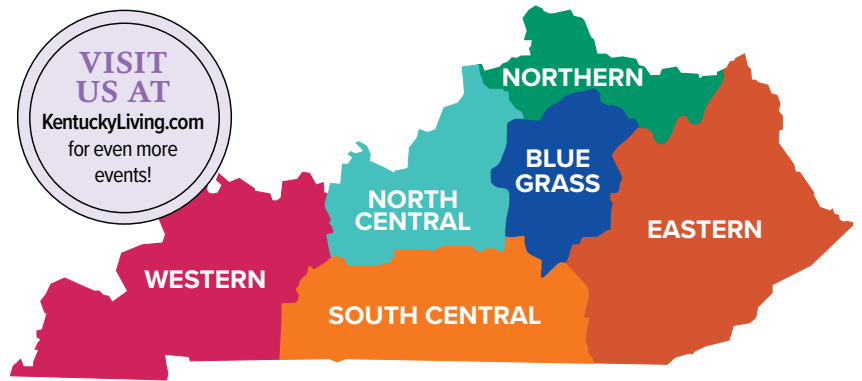 VISIT
US AT
KentuckyLiving.com
for even more
events!
NORTHERN
BLUE
GRASS
NORTH
CENTRAL
EASTERN
WESTERN
SOUTH CENTRAL